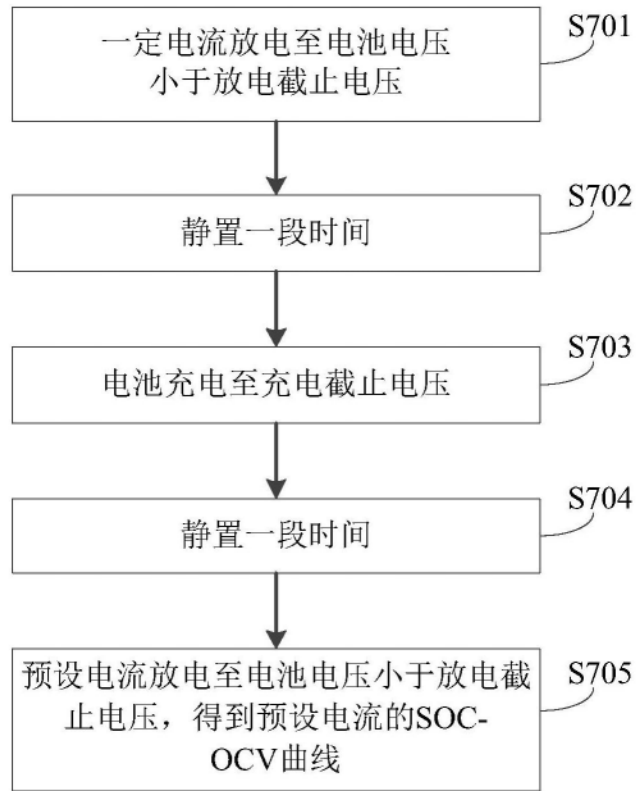 一定电流放电至电池电压
小于放电截止电压
S701
静置一段时间
S702
电池充电至充电截止电压
S703
静置一段时间
S704
预设电流放电至电池电压小于放电截
止电压，得到预设电流的SOC-
OCV曲线
S705